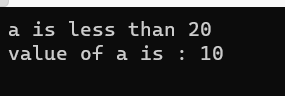 a is less than 20
value of a is : 10